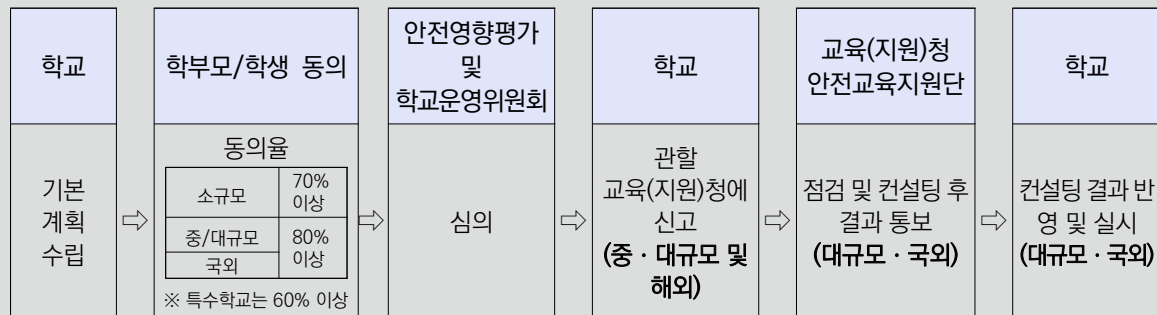 학교
기본
계획
수립
⇨
학부모/학생 동의
동의율
소규모
70%
이상
중/대규모
국외
80%
이상
※ 특수학교는 60% 이상
⇨
안전영향평가
및
학교운영위원회
심의
⇨
학교
관할
교육(지원)청에
신고
(중 · 대규모 및
해외)
⇨
교육(지원)청
안전교육지원단
점검 및 컨설팅 후
결과 통보
(대규모 · 국외)
⇨
학교
컨설팅 결과 반
영 및 실시
(대규모 · 국외)